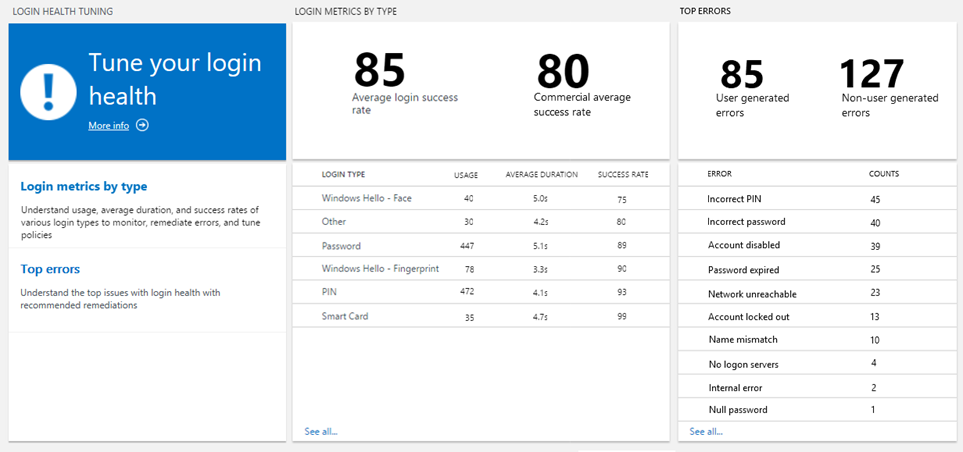 LOGIN HEALTH TUNING
Tune your login
health
More info
Login metrics by type
Understand usage, average duration, and success rates of
various login types to monitor, remediate errors, and tune
policies
Top errors
Understand the top issues with login health with
recommended remediations
LOGIN METRICS BY TYPE
85
Average login success
rate
80
Commercial average
success rate
LOGIN TYPE USAGE AVERAGE DURATION SUCCESS RATE
Windows Hello - Face 40 5.0s 75
Other 30 4.2s 80
Password 447 5.1s 89
Windows Hello - Fingerprint 78 3.3s 90
PIN 472 4.1s 93
Smart Card 35 4.7s 99
See all...
TOP ERRORS
85
User generated
errors
127
Non-user generated
errors
ERROR COUNTS
Incorrect PIN 45
Incorrect password 40
Account disabled 39
Password expired 25
Network unreachable 23
Account locked out 13
Name mismatch 10
No logon servers 4
Internal error 2
Null password 1
See all...